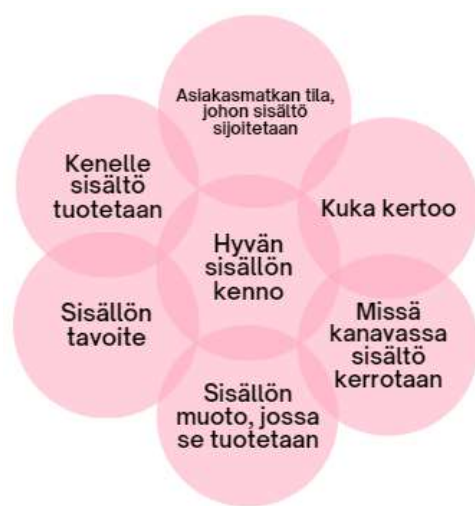 Asiakasmatkan tila,
johon sisältö
sijoitetaan
Kenelle
sisältö
tuotetaan
Kuka kertoo
Hyvän
sisällön
kenno
Sisällön
tavoite
Missä
kanavassa
sisältö
kerrotaan
Sisällön
muoto, jossa
se tuotetaan